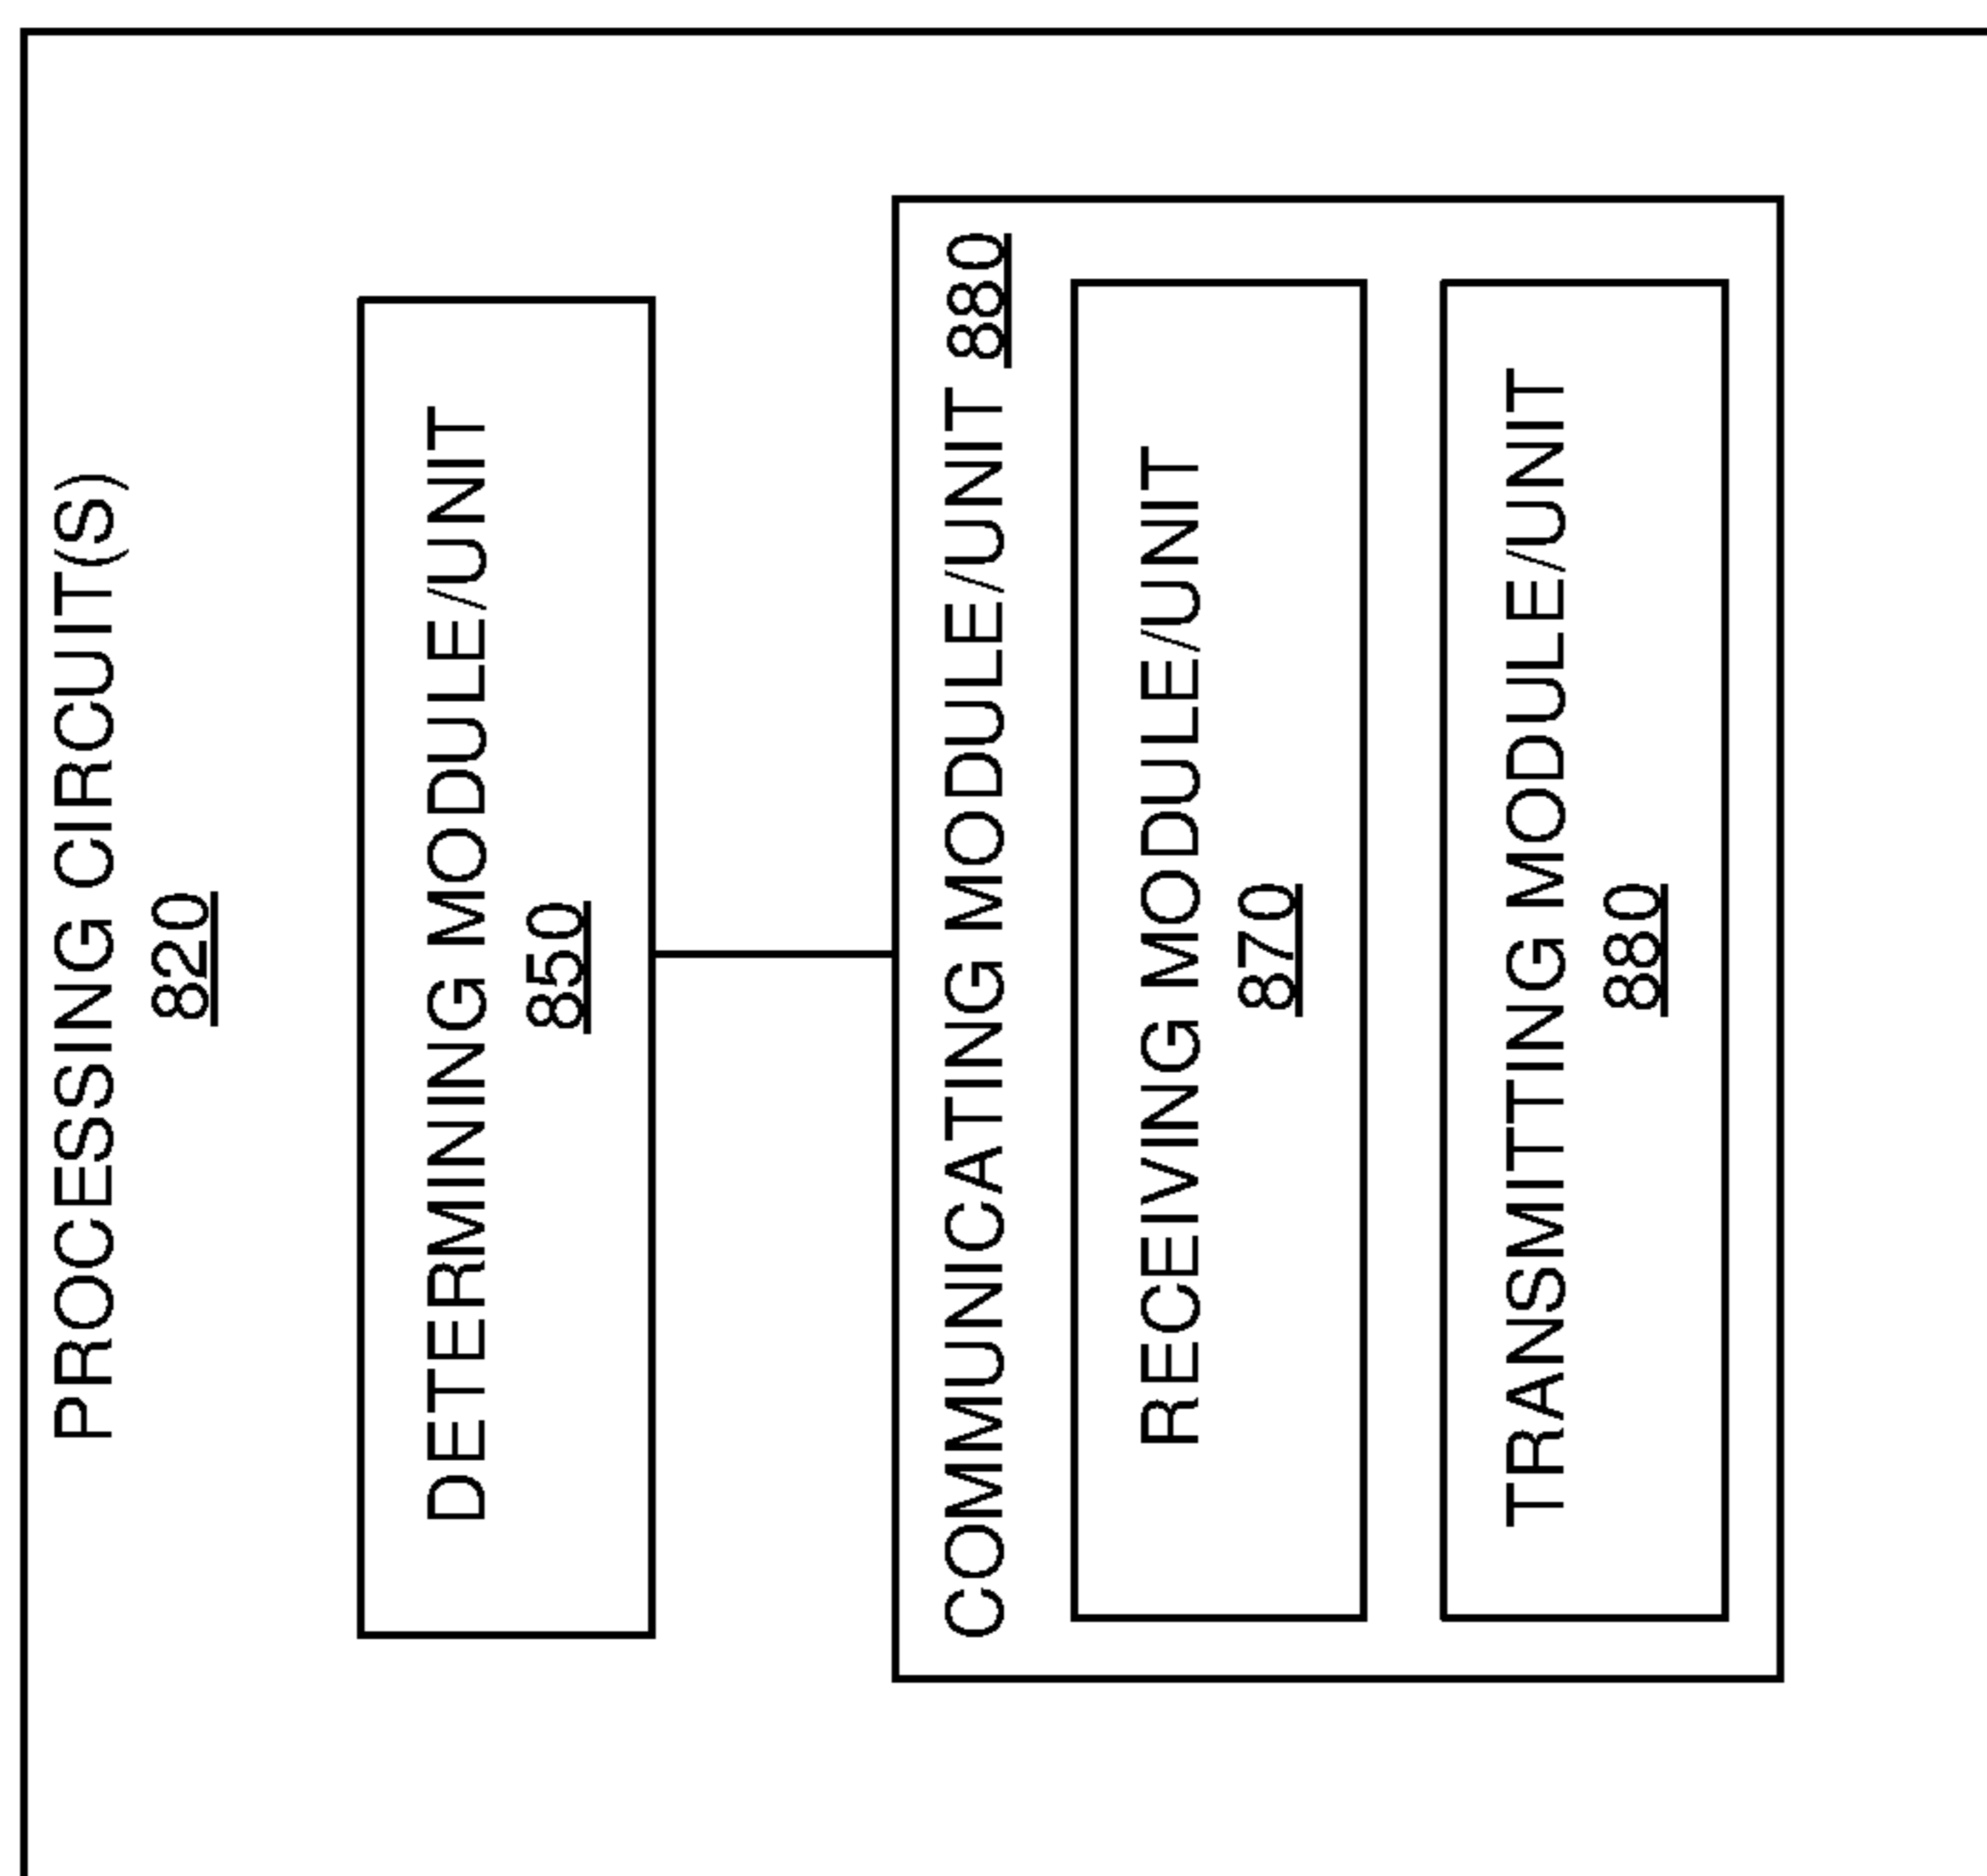 PROCESSING CIRCUIT(S)
820
DETERMINING MODULE/UNIT
850
COMMUNICATING MODULE/UNIT 880
RECEIVING MODULE/UNIT
870
TRANSMITTING MODULE/UNIT
880